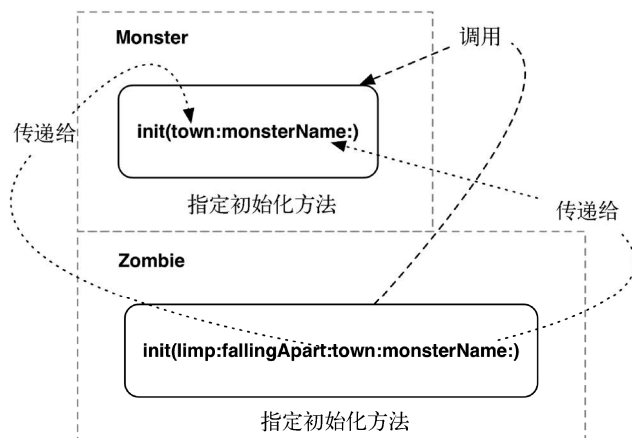 Monster
调用
init(town:monsterName:)
传递给
指定初始化方法
传递给
Zombie
init(limp:fallingApart:town:monsterName:)
指定初始化方法